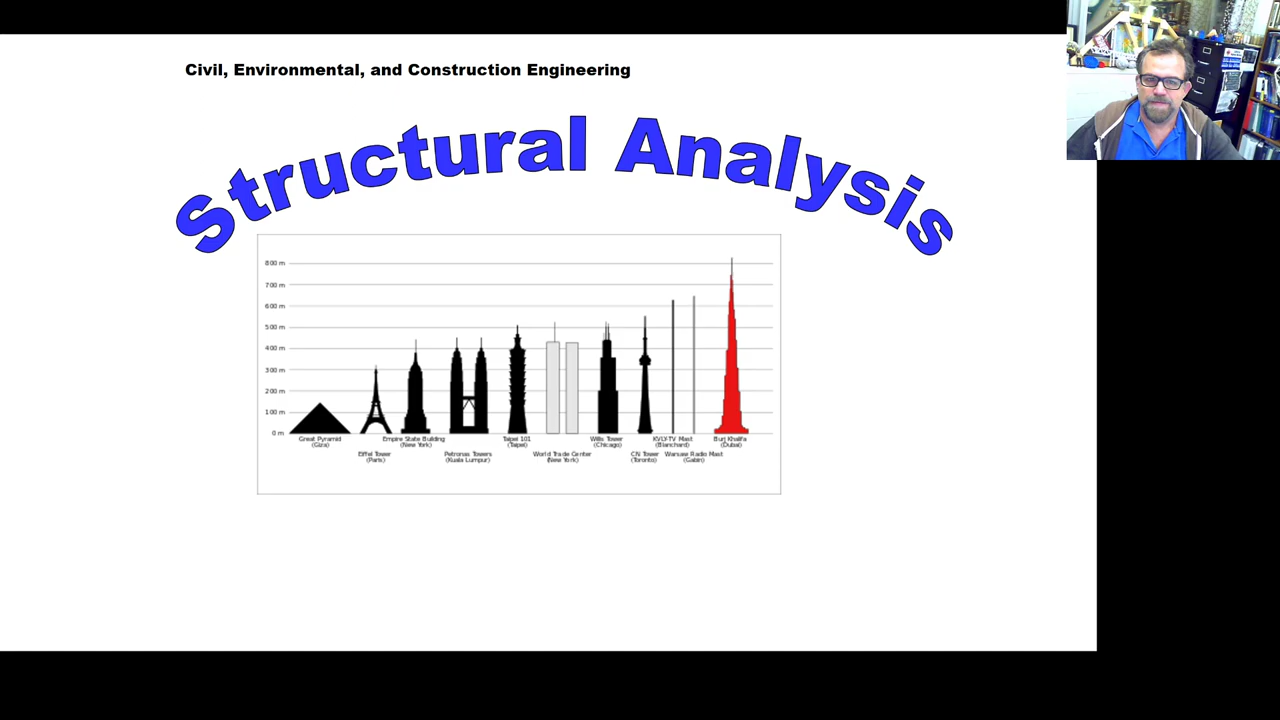 Civil, Environmental, and Construction Engineering
Structural Analysis
800 m
700 m
600 m
500 m
400 m
300 m
200 m
100 m
0 m
Great Pyramid
(Giza)
Eiffel Tower
(Paris)
Empire State Building
(New York)
Petronas Towers
(Kuala Lumpur)
Taipei 101
(Taipei)
World Trade Center
(New York)
Willis Tower
(Chicago)
CN Tower
(Toronto)
KVLY-TV Mast
(Blanchard)
Warsaw Radio Mast
(Gabin)
Burj Khalifa
(Dubai)